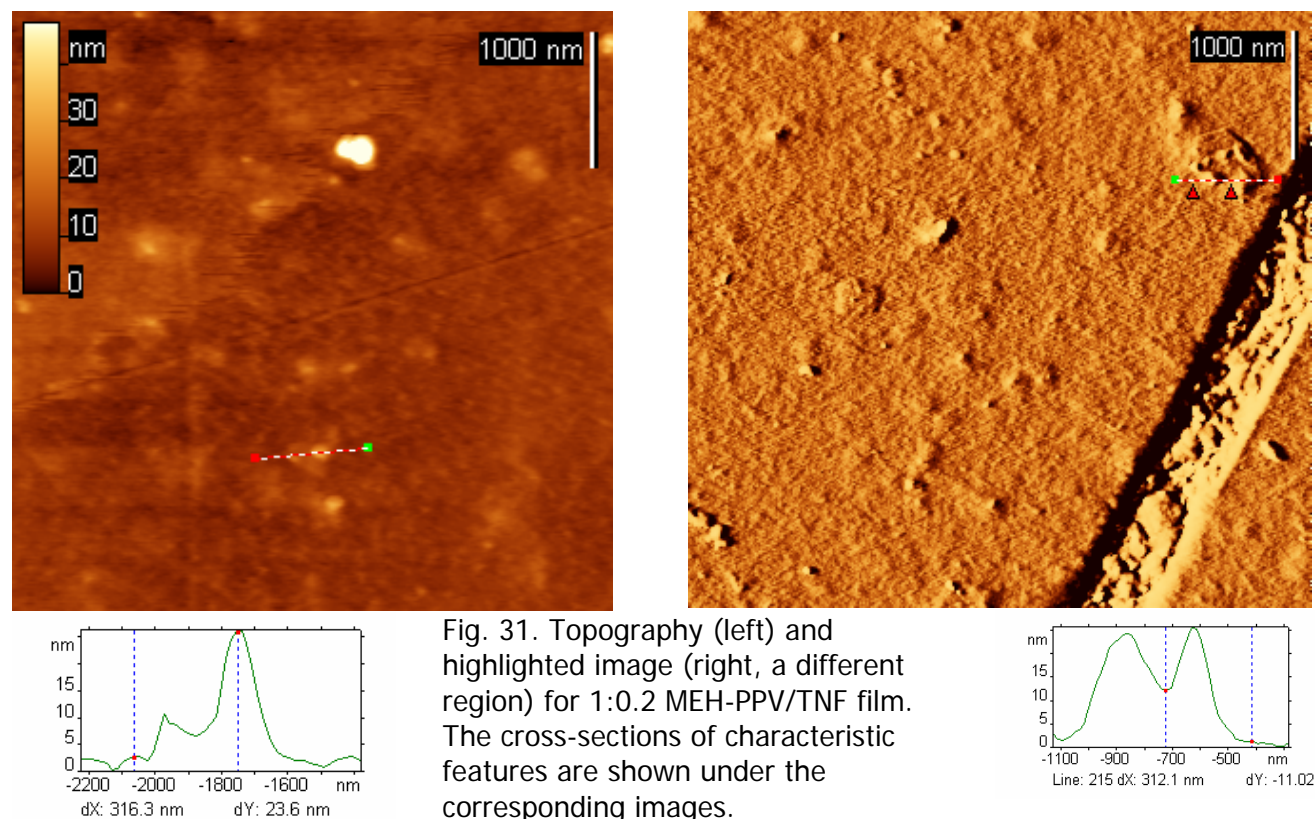 nm
30
20
10
0
1000 nm
1000 nm
nm
15
10
5
0
-2200 -2000 -1800 -1600
dX: 316.3 nm dY: 23.6 nm
Fig. 31. Topography (left) and
highlighted image (right, a different
region) for 1:0.2 MEH-PPV/TNF film.
The cross-sections of characteristic
features are shown under the
corresponding images.
nm
15
10
5
0
-1100 -900 -700 -500
Line: 215 dX: 312.1 nm dY: -11.02